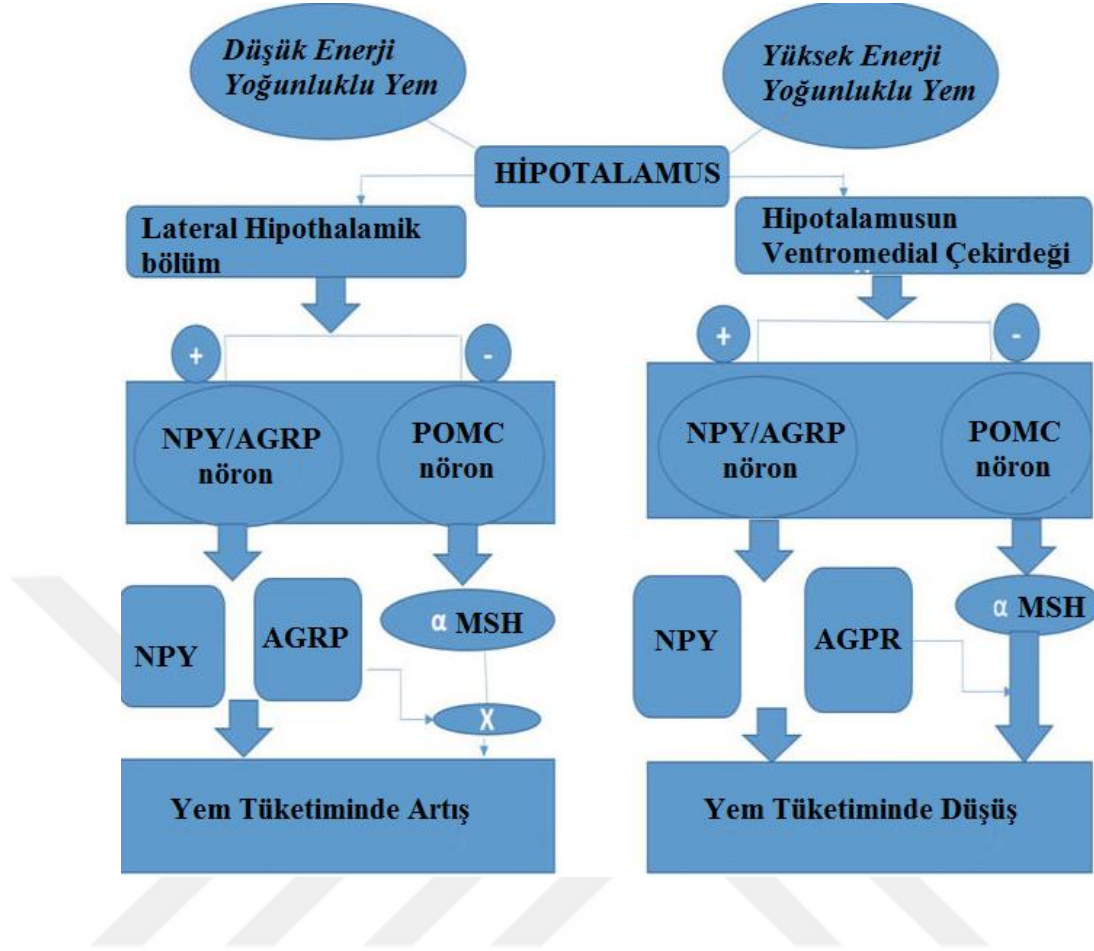 Düşük Enerji
Yoğunluklu Yem
Yüksek Enerji
Yoğunluklu Yem
HİPOTALAMUS
Lateral Hipothalamik
bölüm
Hipotalamusun
Ventromedial Çekirdeği
+
-
+
-
NPY/AGRP
nöron
POMC
nöron
NPY/AGRP
nöron
POMC
nöron
NPY
AGRP
α MSH
X
NPY
AGPR
α MSH
Yem Tüketiminde Artış
Yem Tüketiminde Düşüş